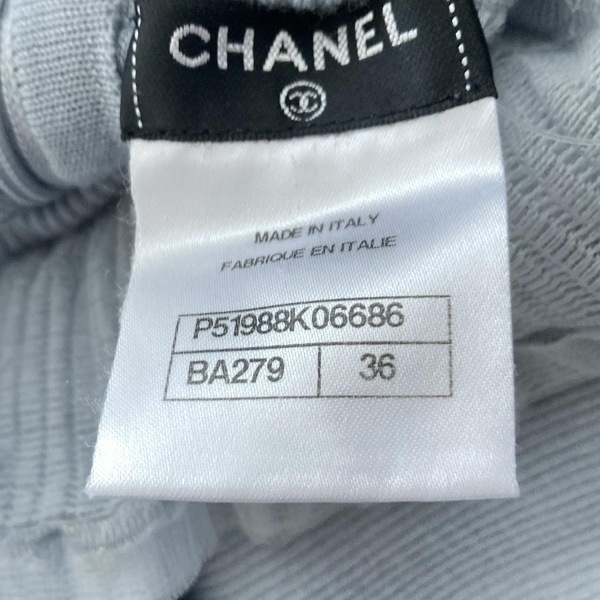 CHANEL
MADE IN ITALY
FABRIQUE EN ITALIE
P51988K06686
BA279 36